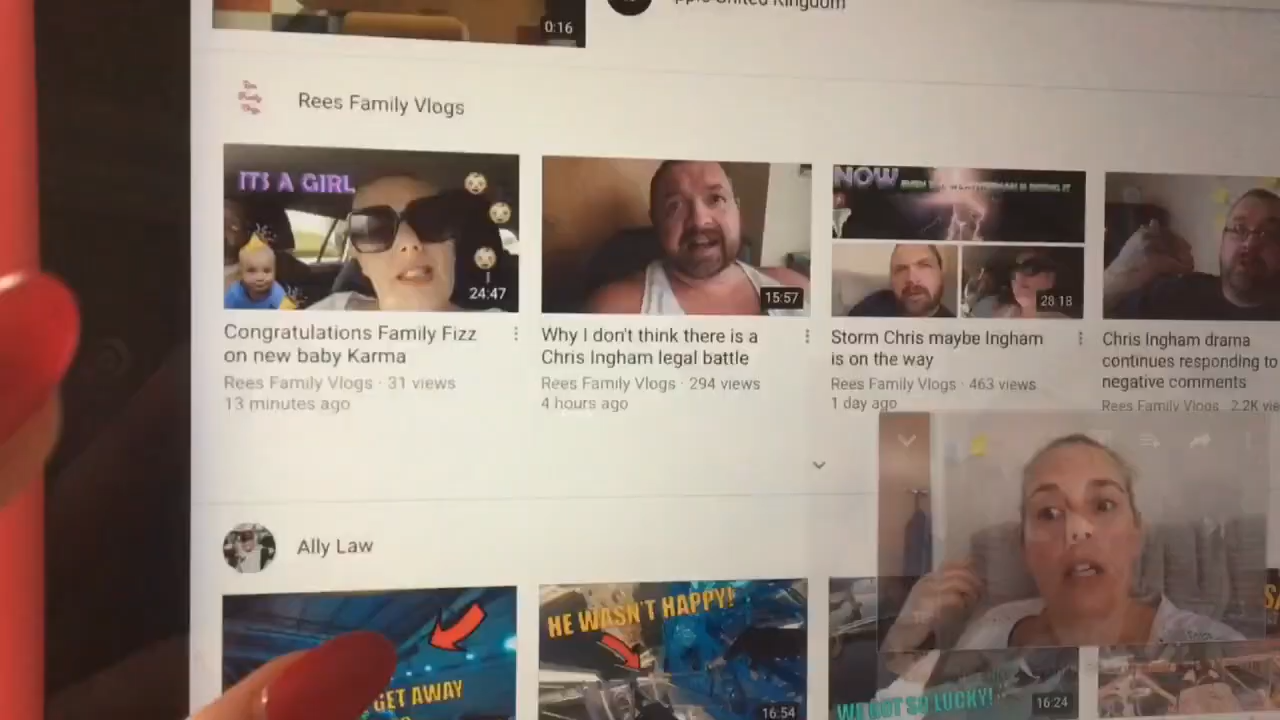 0:16
United Kingdom
Rees Family Vlogs
ITS A GIRL
24:47
15:57
NOW
28:18
Congratulations Family Fizz
on new baby Karma
Rees Family Vlogs · 31 views
13 minutes ago
Why I don't think there is a
Chris Ingham legal battle
Rees Family Vlogs · 294 views
4 hours ago
Storm Chris maybe Ingham
is on the way
Rees Family Vlogs · 463 views
1 day ago
Chris Ingham drama
continues responding to
negative comments
Rees Family Vlogs 2.2K
Ally Law
GET AWAY
HE WASN'T HAPPY!
16:54
WE GOT SO LUCKY!
16:24